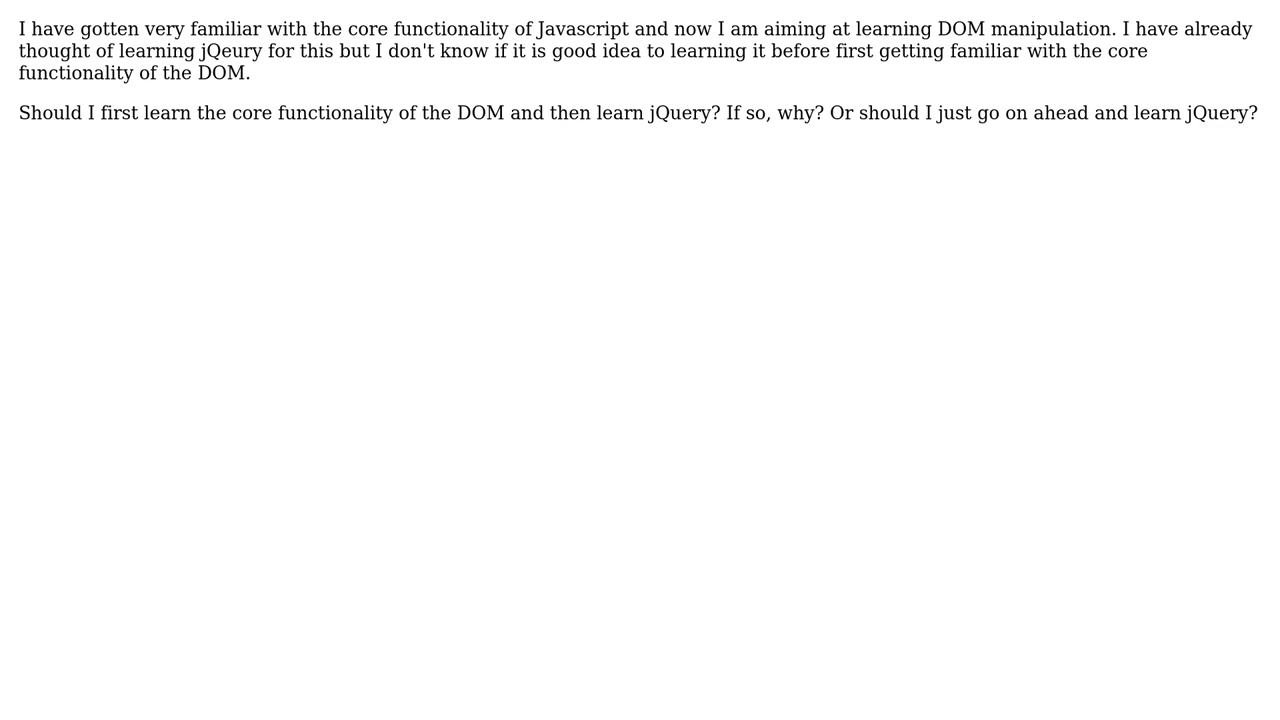 I have gotten very familiar with the core functionality of Javascript and now I am aiming at learning DOM manipulation. I have already
thought of learning jQeury for this but I don't know if it is good idea to learning it before first getting familiar with the core
functionality of the DOM.
Should I first learn the core functionality of the DOM and then learn jQuery? If so, why? Or should I just go on ahead and learn jQuery?